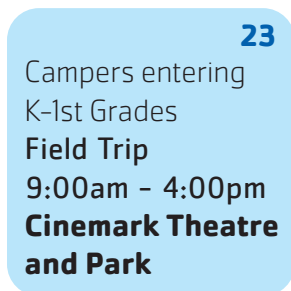 23
Campers entering
K-1st Grades
Field Trip
9:00am - 4:00pm
Cinemark Theatre
and Park